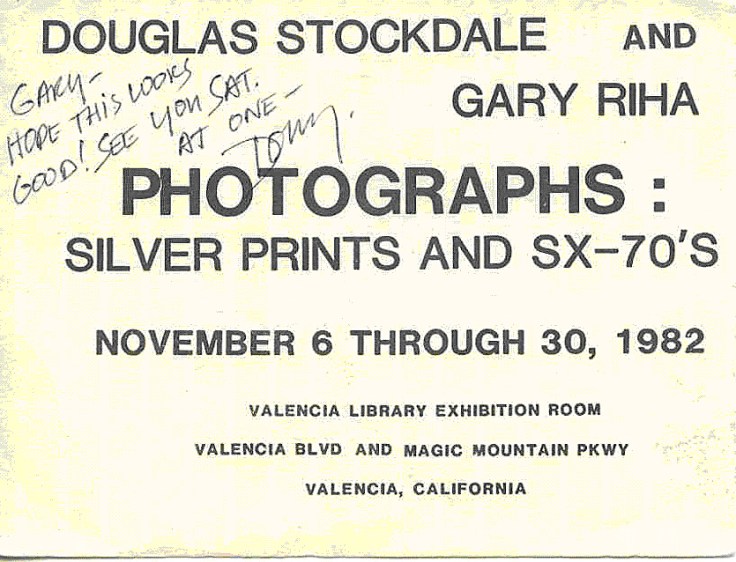 DOUGLAS STOCKDALE AND
GARY RIHA
GARY-
HOPE THIS LOOKS
GOOD! SEE YOU SAT.
AT ONE-
Tony.
PHOTOGRAPHS :
SILVER PRINTS AND SX-70'S
NOVEMBER 6 THROUGH 30, 1982
VALENCIA LIBRARY EXHIBITION ROOM
VALENCIA BLVD AND MAGIC MOUNTAIN PKWY
VALENCIA, CALIFORNIA